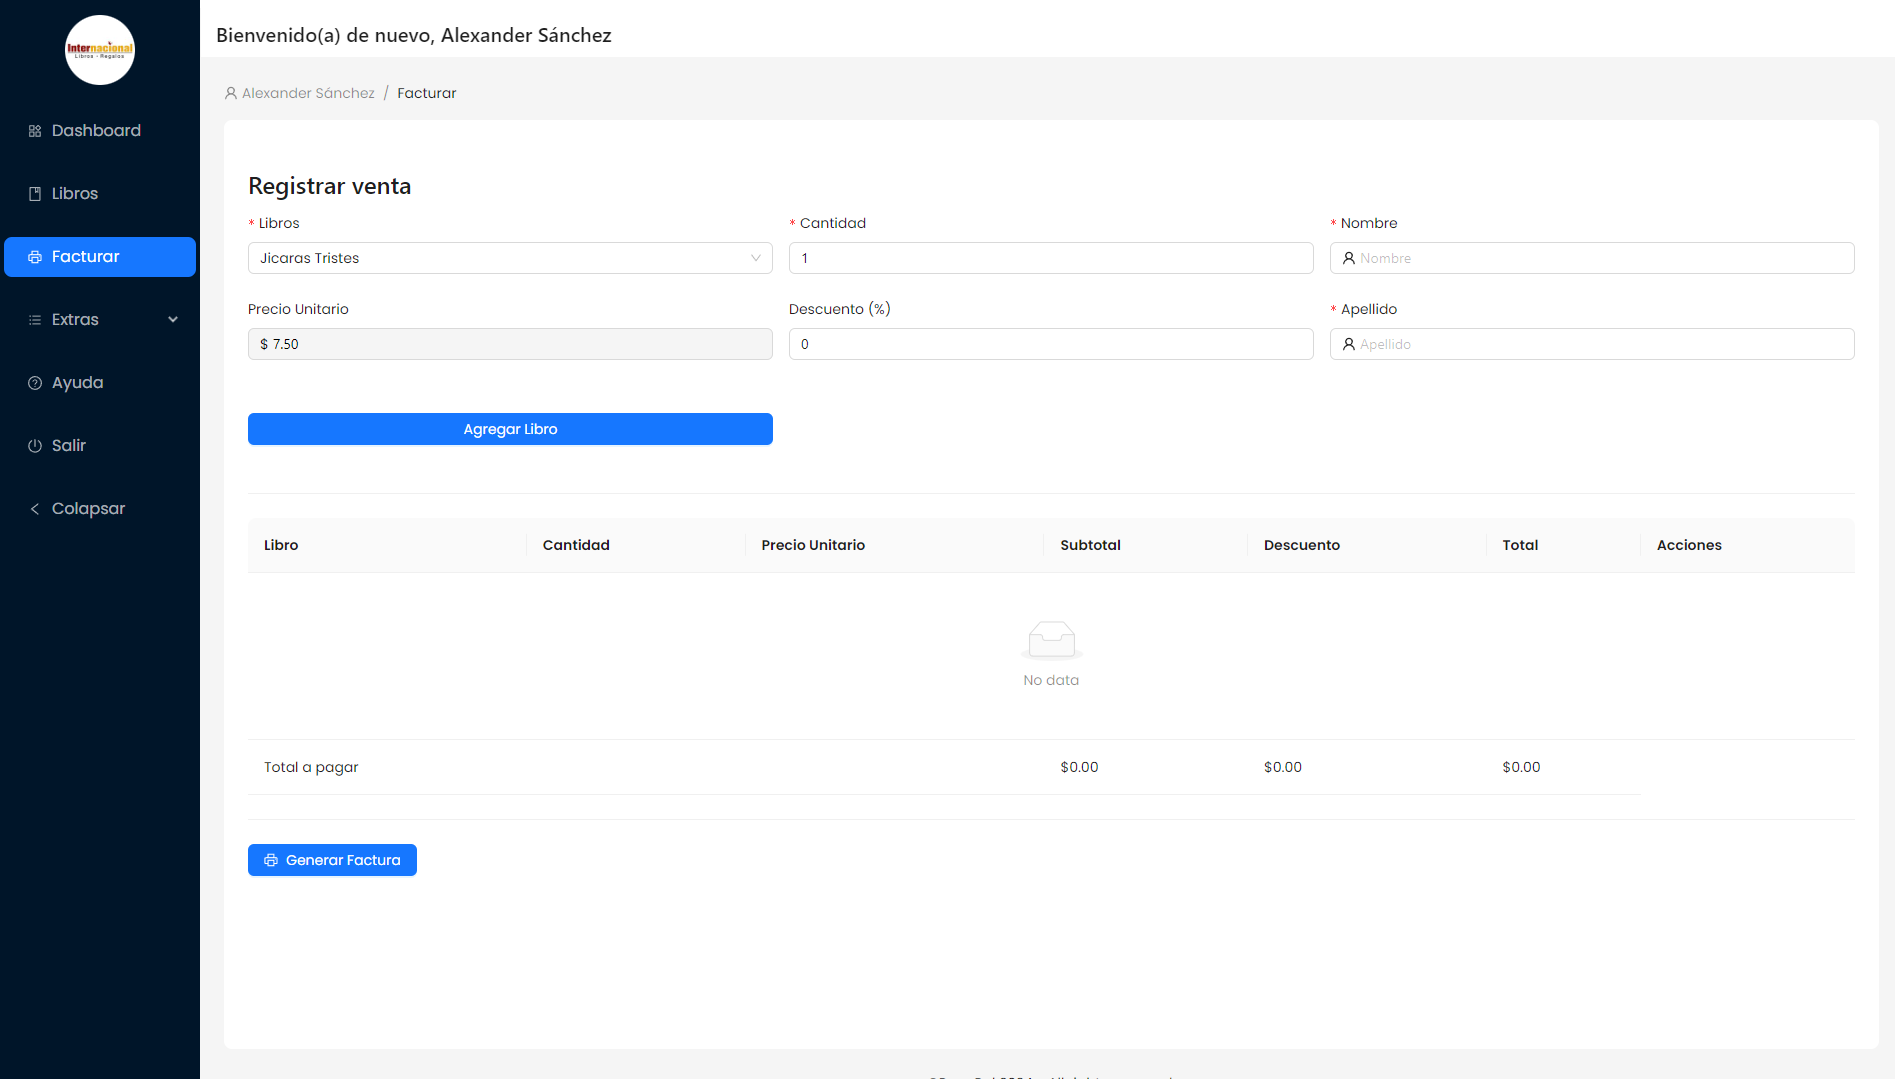 Internacional
Libros - Regalos
Bienvenido(a) de nuevo, Alexander Sánchez
Alexander Sánchez / Facturar
Dashboard
Libros
Facturar
Extras
Ayuda
Salir
Colapsar
Registrar venta
* Libros
* Cantidad
* Nombre
Jicaras Tristes
1
Nombre
Precio Unitario
Descuento (%)
* Apellido
$ 7.50
0
Apellido
Agregar Libro
Libro Cantidad Precio Unitario Subtotal Descuento Total Acciones
No data
Total a pagar $0.00 $0.00 $0.00
Generar Factura